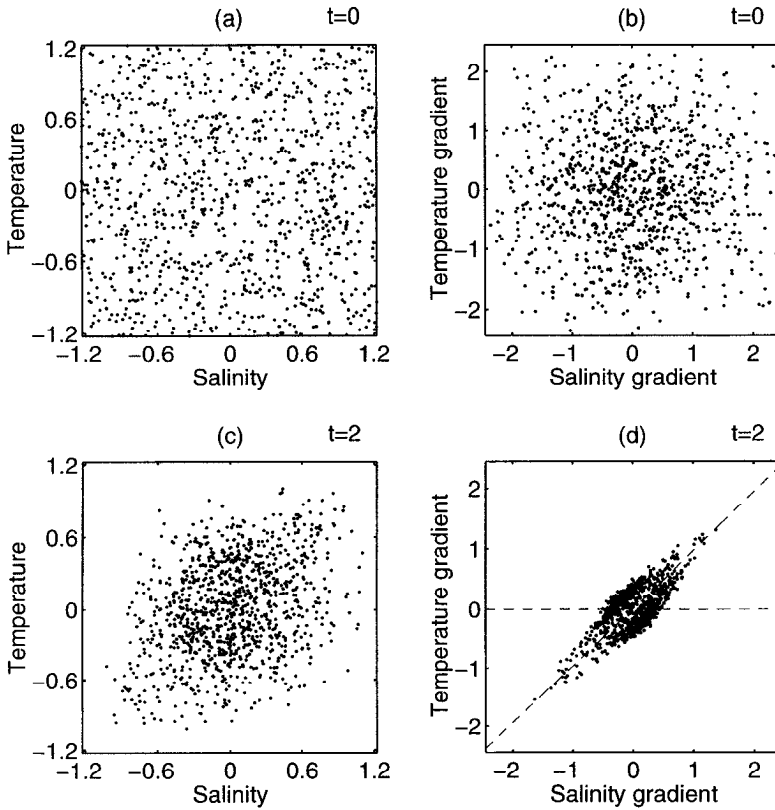 (a) t=0
1.2
0.6
0
−0.6
−1.2
Temperature
−1.2 −0.6 0 0.6 1.2
Salinity
(b) t=0
2
1
0
−1
−2
Temperature gradient
−2 −1 0 1 2
Salinity gradient
(c) t=2
1.2
0.6
0
−0.6
−1.2
Temperature
−1.2 −0.6 0 0.6 1.2
Salinity
(d) t=2
2
1
0
−1
−2
Temperature gradient
−2 −1 0 1 2
Salinity gradient